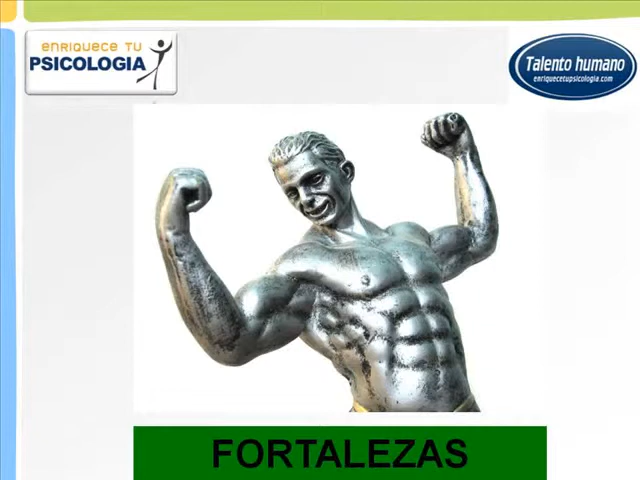 ENRIQUECE TU
PSICOLOGIA
Talento humano
enriquecetupsicologia.com
FORTALEZAS